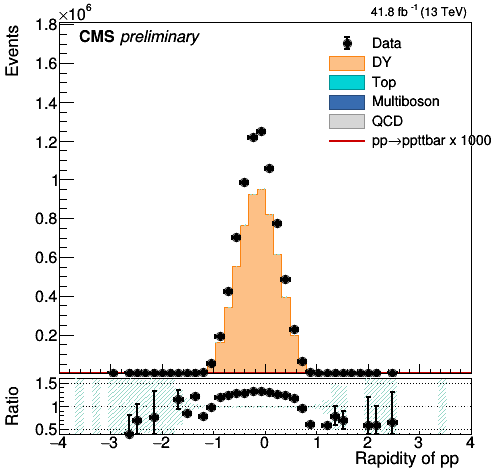 ×10⁶
41.8 fb⁻¹ (13 TeV)
CMS preliminary
Events
1.8
1.6
1.4
1.2
1
0.8
0.6
0.4
0.2
Data
DY
Top
Multiboson
QCD
pp→ppttbar x 1000
Ratio
1.5
1
0.5
−4 −3 −2 −1 0 1 2 3 4
Rapidity of pp